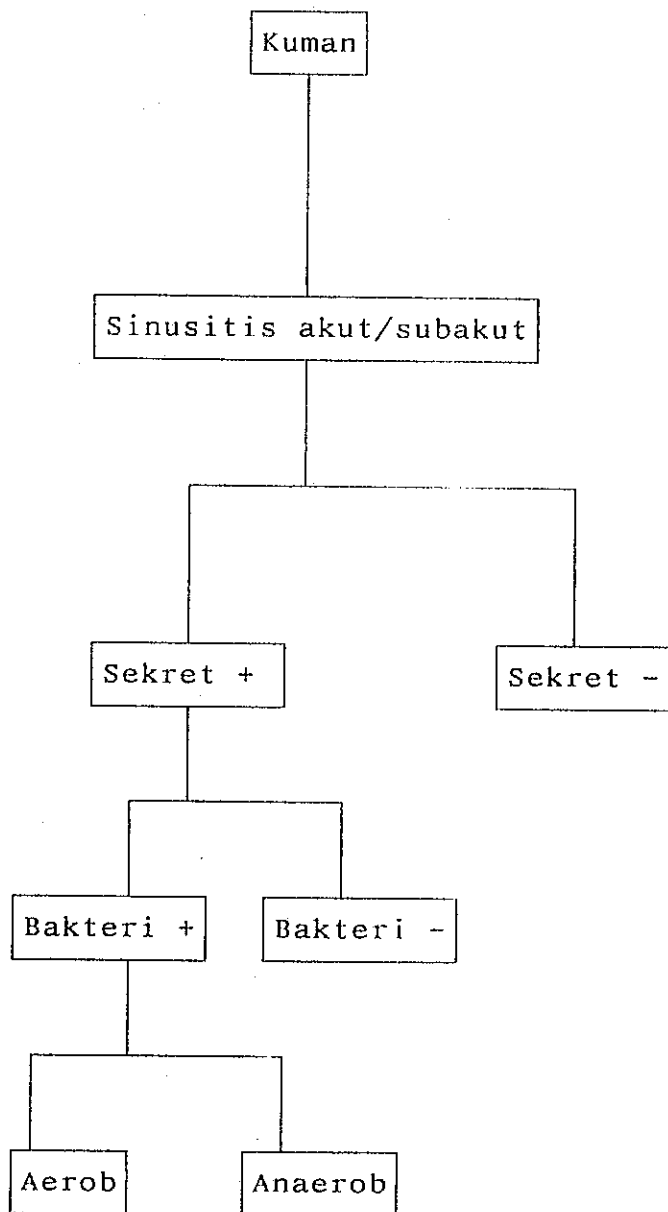 Kuman
Sinusitis akut/subakut
Sekret +
Sekret -
Bakteri +
Bakteri -
Aerob
Anaerob